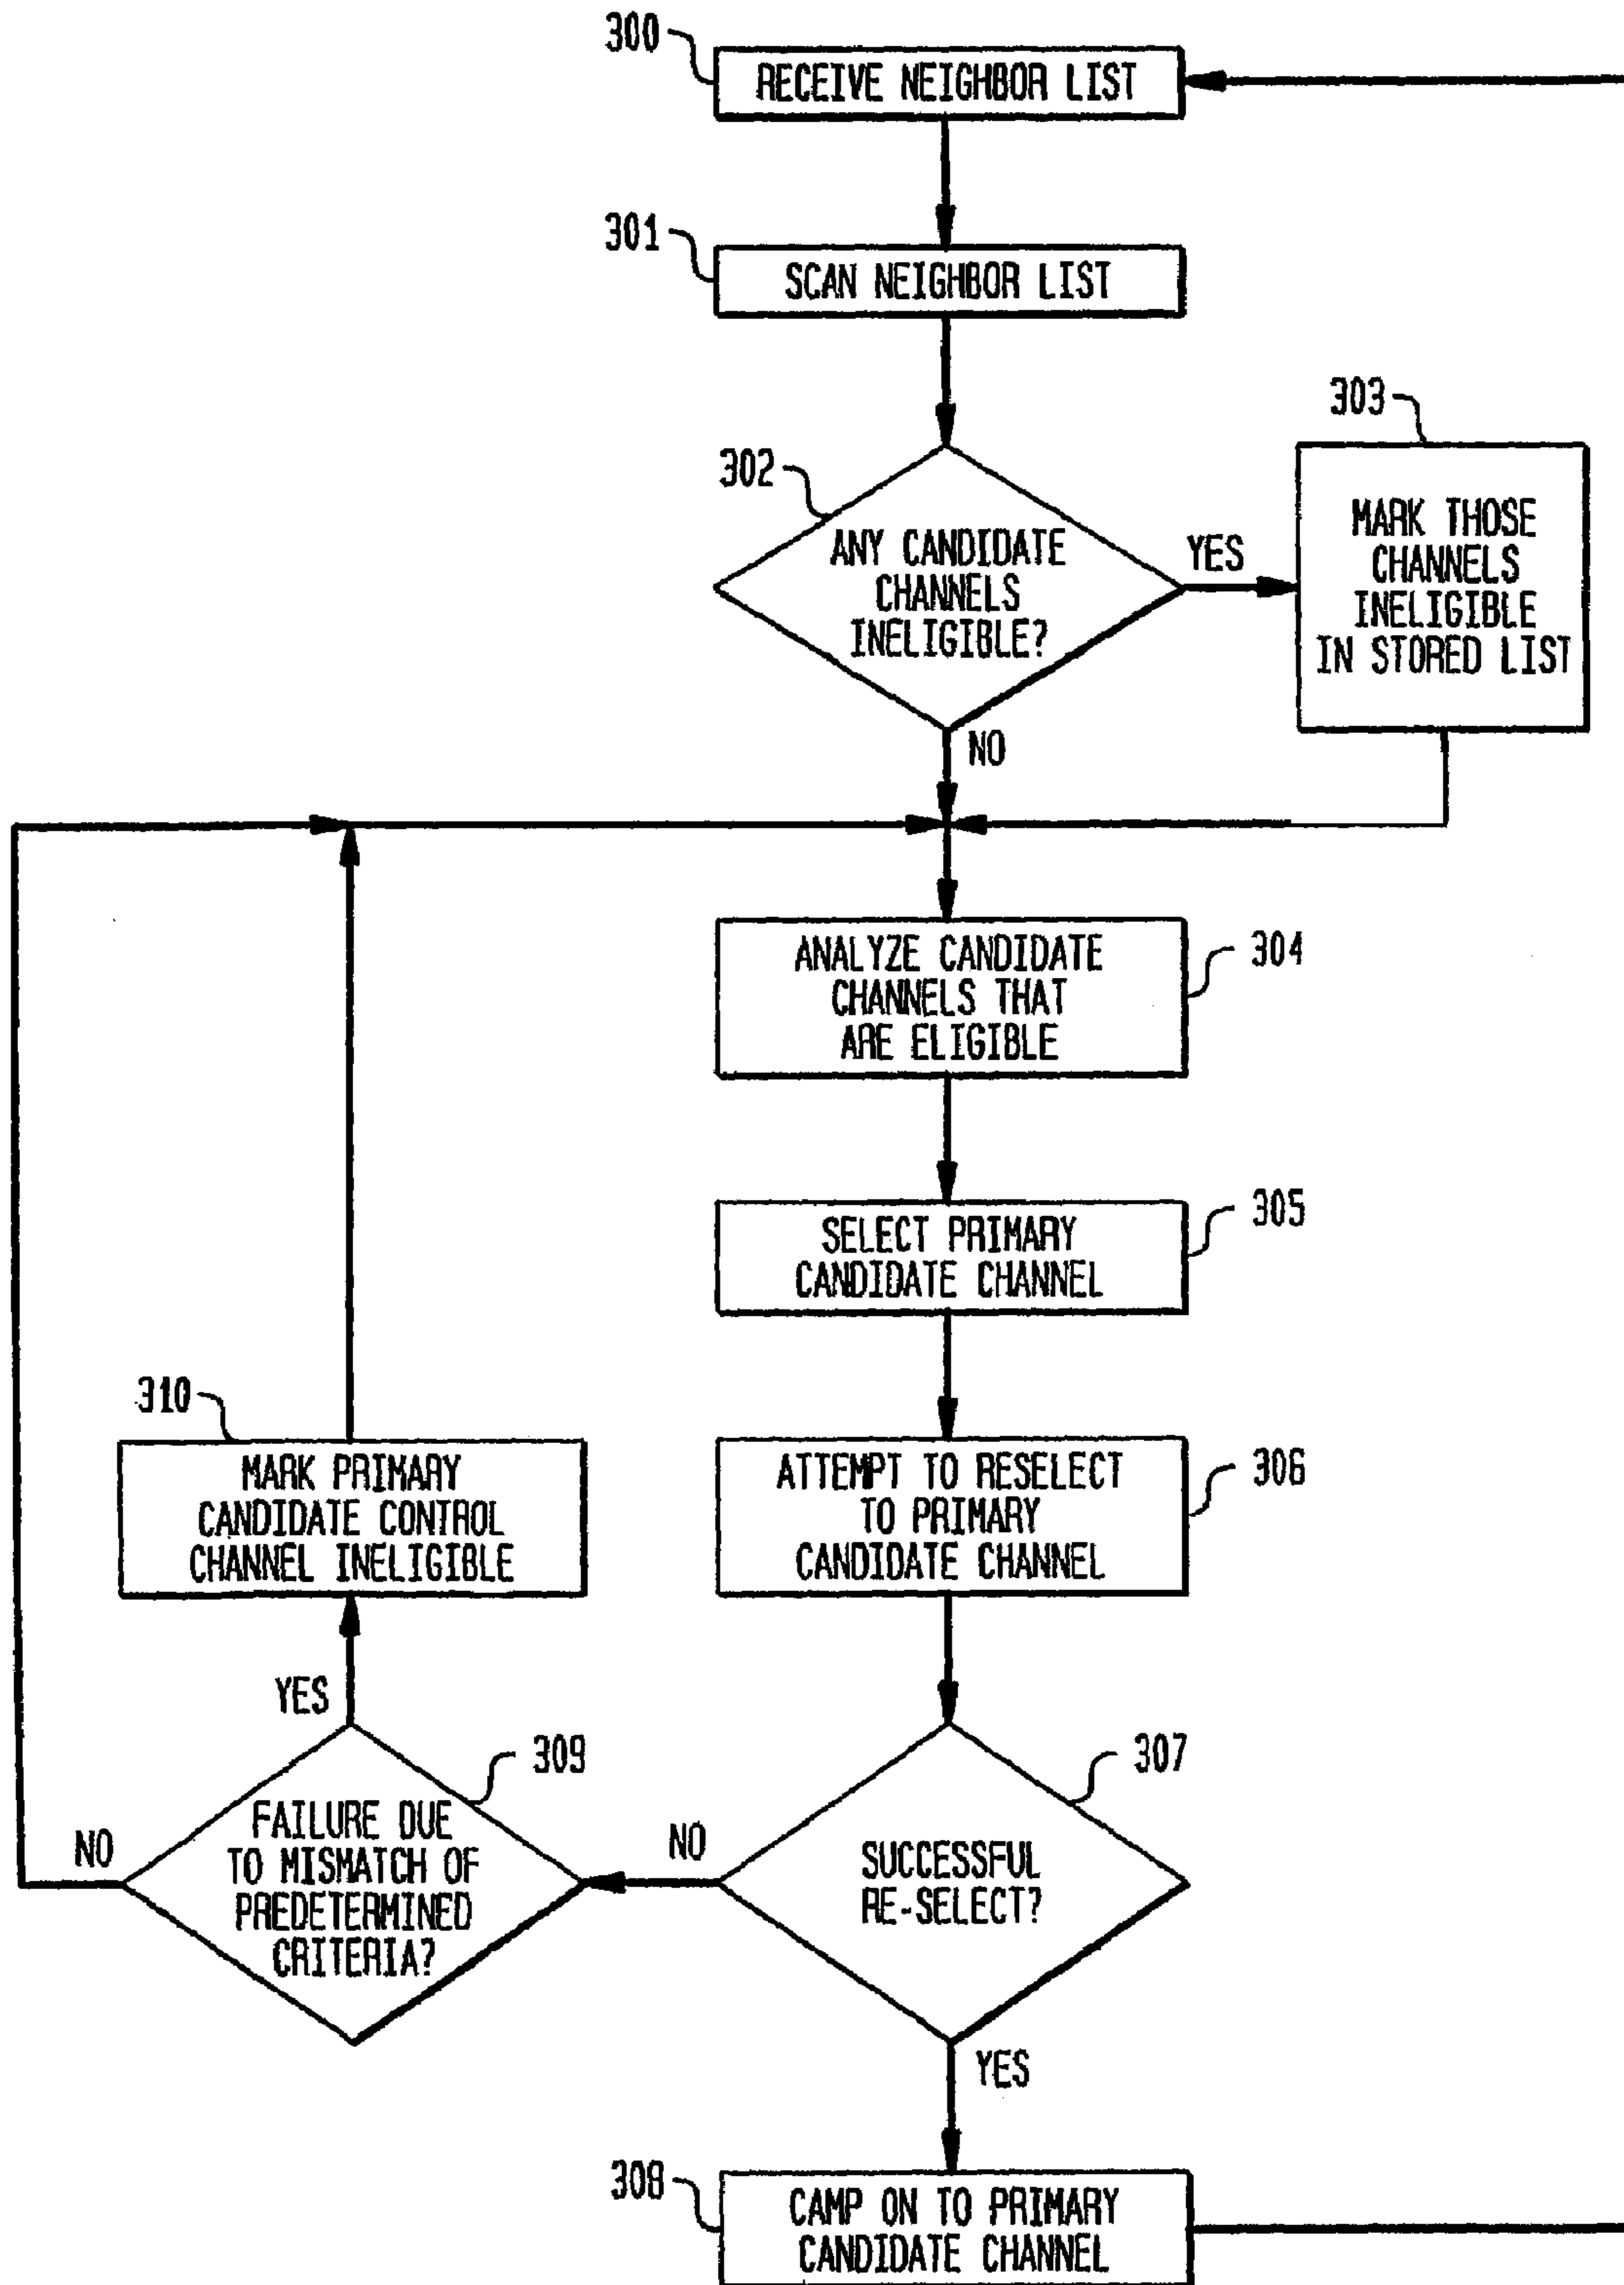 300
RECEIVE NEIGHBOR LIST
301
SCAN NEIGHBOR LIST
302
ANY CANDIDATE
CHANNELS
INELIGIBLE?
YES
303
MARK THOSE
CHANNELS
INELIGIBLE
IN STORED LIST
NO
304
ANALYZE CANDIDATE
CHANNELS THAT
ARE ELIGIBLE
305
SELECT PRIMARY
CANDIDATE CHANNEL
306
ATTEMPT TO RESELECT
TO PRIMARY
CANDIDATE CHANNEL
307
SUCCESSFUL
RE-SELECT?
NO
309
FAILURE DUE
TO MISMATCH OF
PREDETERMINED
CRITERIA?
NO
YES
310
MARK PRIMARY
CANDIDATE CONTROL
CHANNEL INELIGIBLE
YES
308
CAMP ON TO PRIMARY
CANDIDATE CHANNEL